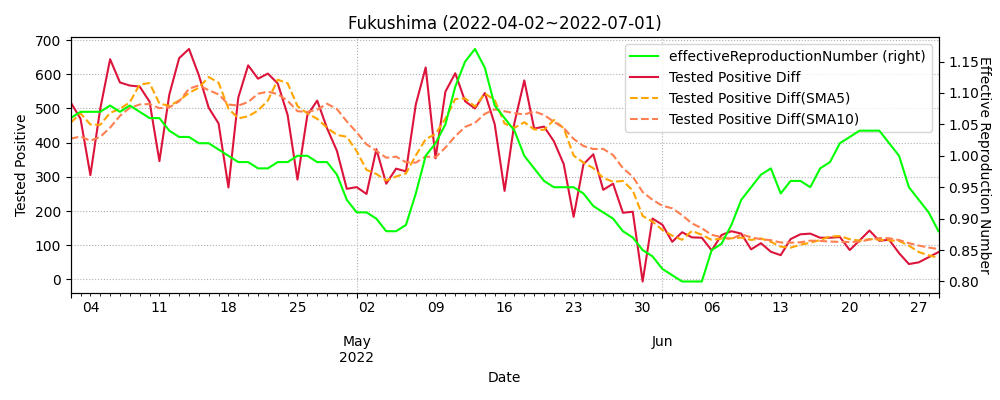 Fukushima (2022-04-02~2022-07-01)
effectiveReproductionNumber (right)
Tested Positive Diff
Tested Positive Diff(SMA5)
Tested Positive Diff(SMA10)
Tested Positive
700
600
500
400
300
200
100
0
1.15
1.10
1.05
1.00
0.95
0.90
0.85
0.80
Effective Reproduction Number
04 11 18 25 02 09 16 23 30 06 13 20 27
May Jun
2022
Date